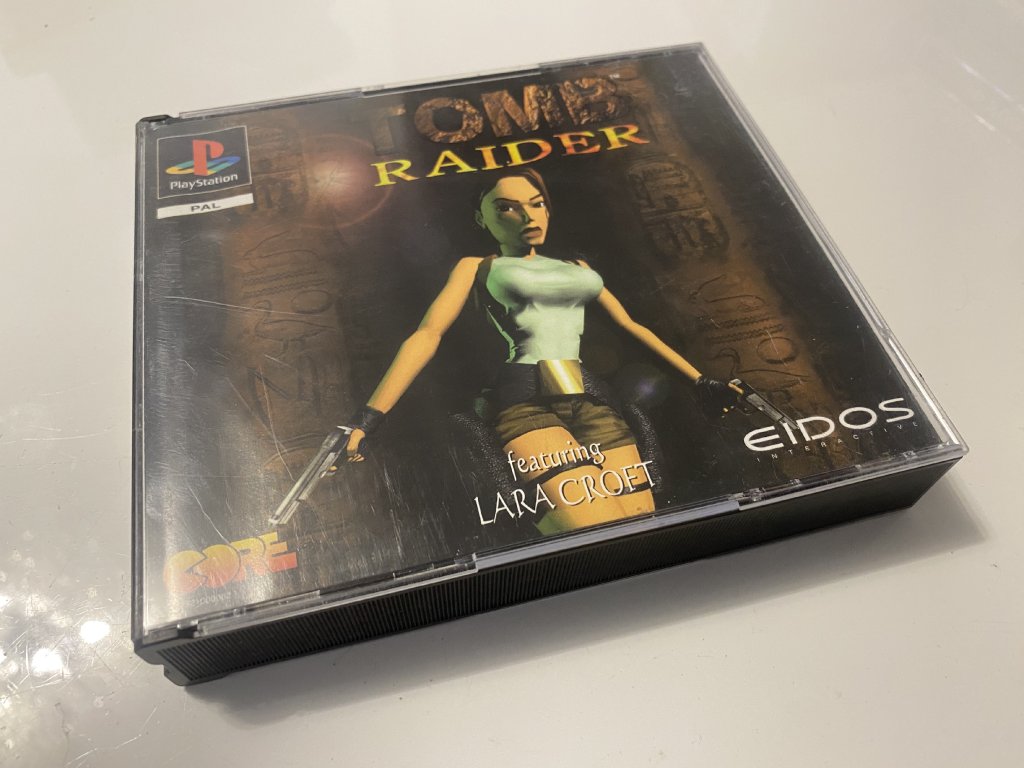 TOMB
RAIDER
PlayStation
PAL
featuring
LARA CROFT
EIDOS
INTERACTIVE
CORE